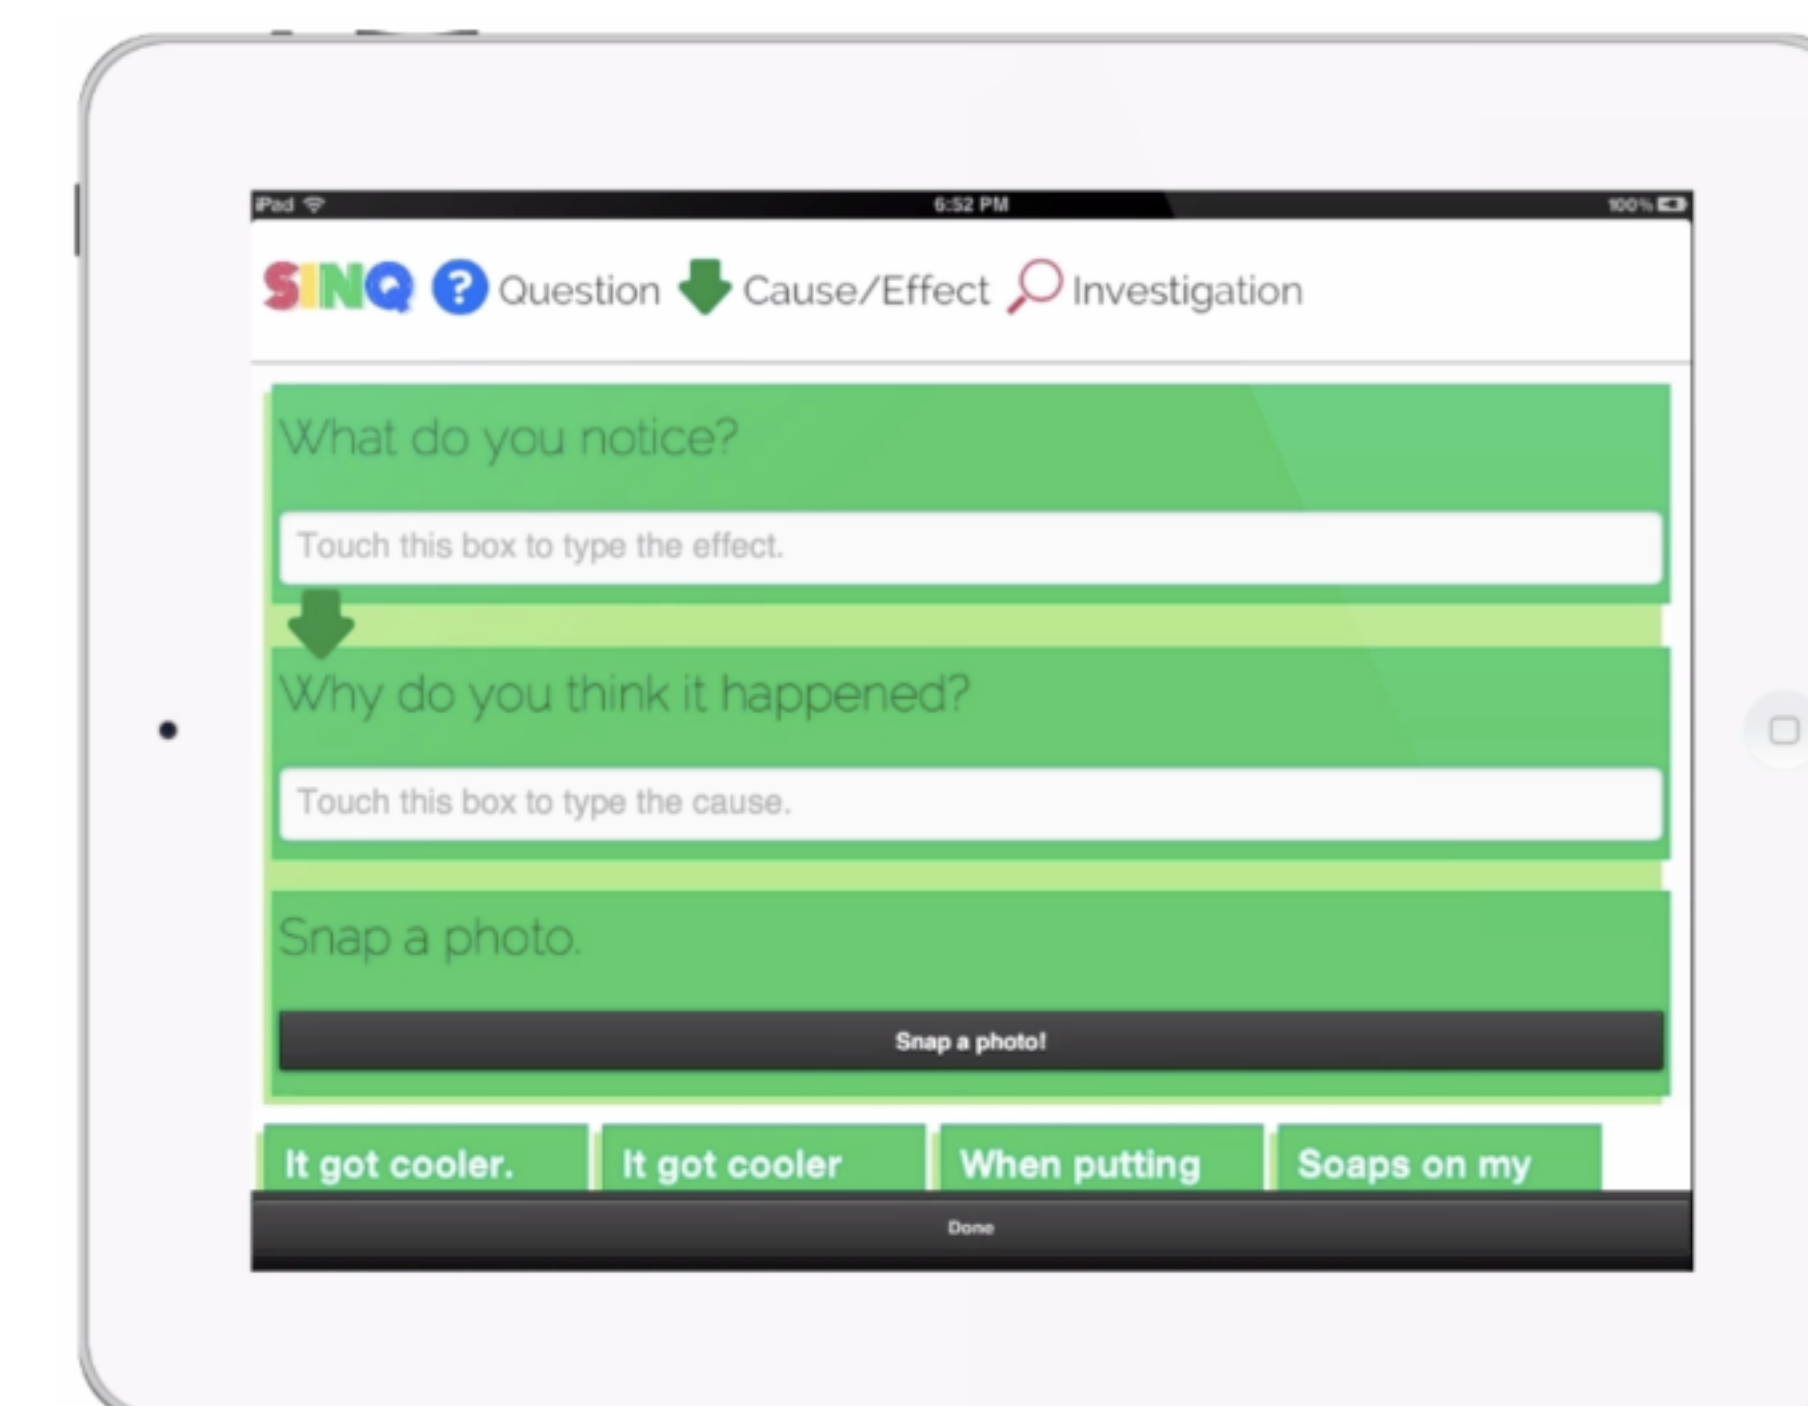 iPad 6:52 PM 100%
SINQ ? Question Cause/Effect Investigation
What do you notice?
Touch this box to type the effect.
Why do you think it happened?
Touch this box to type the cause.
Snap a photo.
Snap a photo!
It got cooler. It got cooler When putting Soaps on my
Done